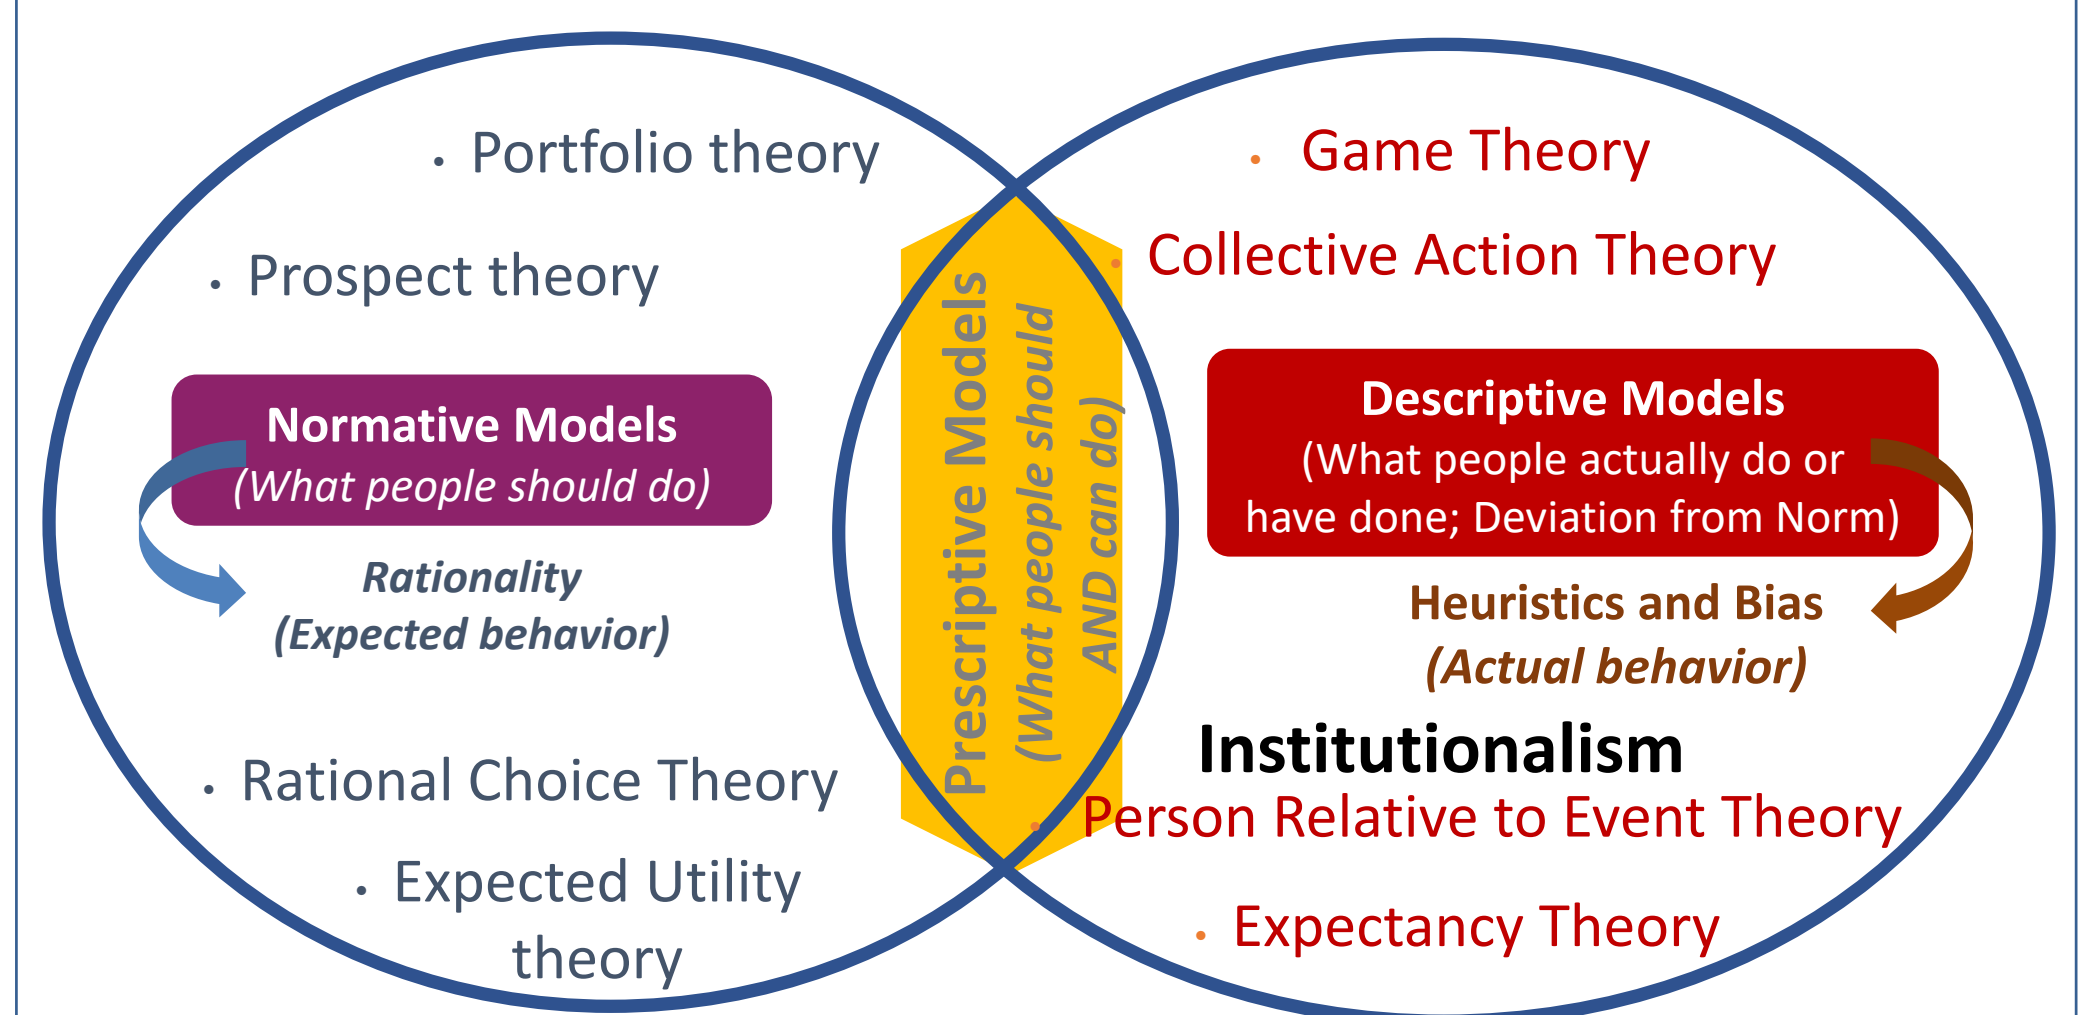 • Portfolio theory
• Prospect theory
Normative Models
(What people should do)
Rationality
(Expected behavior)
• Rational Choice Theory
• Expected Utility
theory
Prescriptive Models
(What people should
AND can do)
• Game Theory
• Collective Action Theory
Descriptive Models
(What people actually do or
have done; Deviation from Norm)
Heuristics and Bias
(Actual behavior)
Institutionalism
• Person Relative to Event Theory
• Expectancy Theory